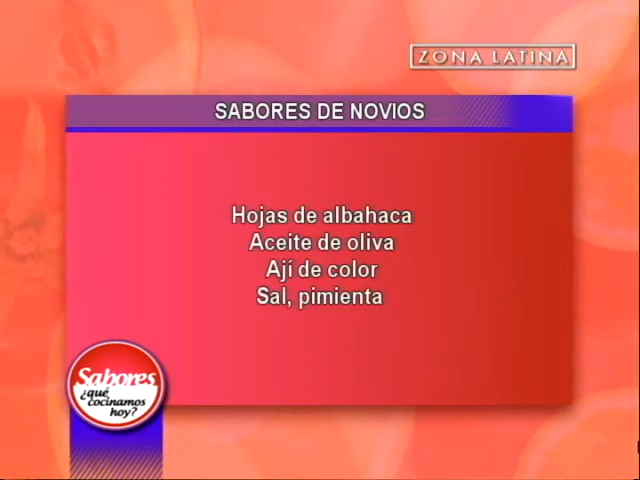 ZONA LATINA
SABORES DE NOVIOS
Hojas de albahaca
Aceite de oliva
Ají de color
Sal, pimienta
Sabores
¿qué
cocinamos
hoy?